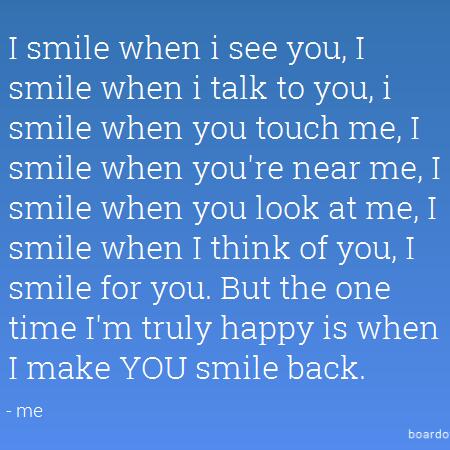 I smile when i see you, I
smile when i talk to you, i
smile when you touch me, I
smile when you're near me, I
smile when you look at me, I
smile when I think of you, I
smile for you. But the one
time I'm truly happy is when
I make YOU smile back.
- me
boardo